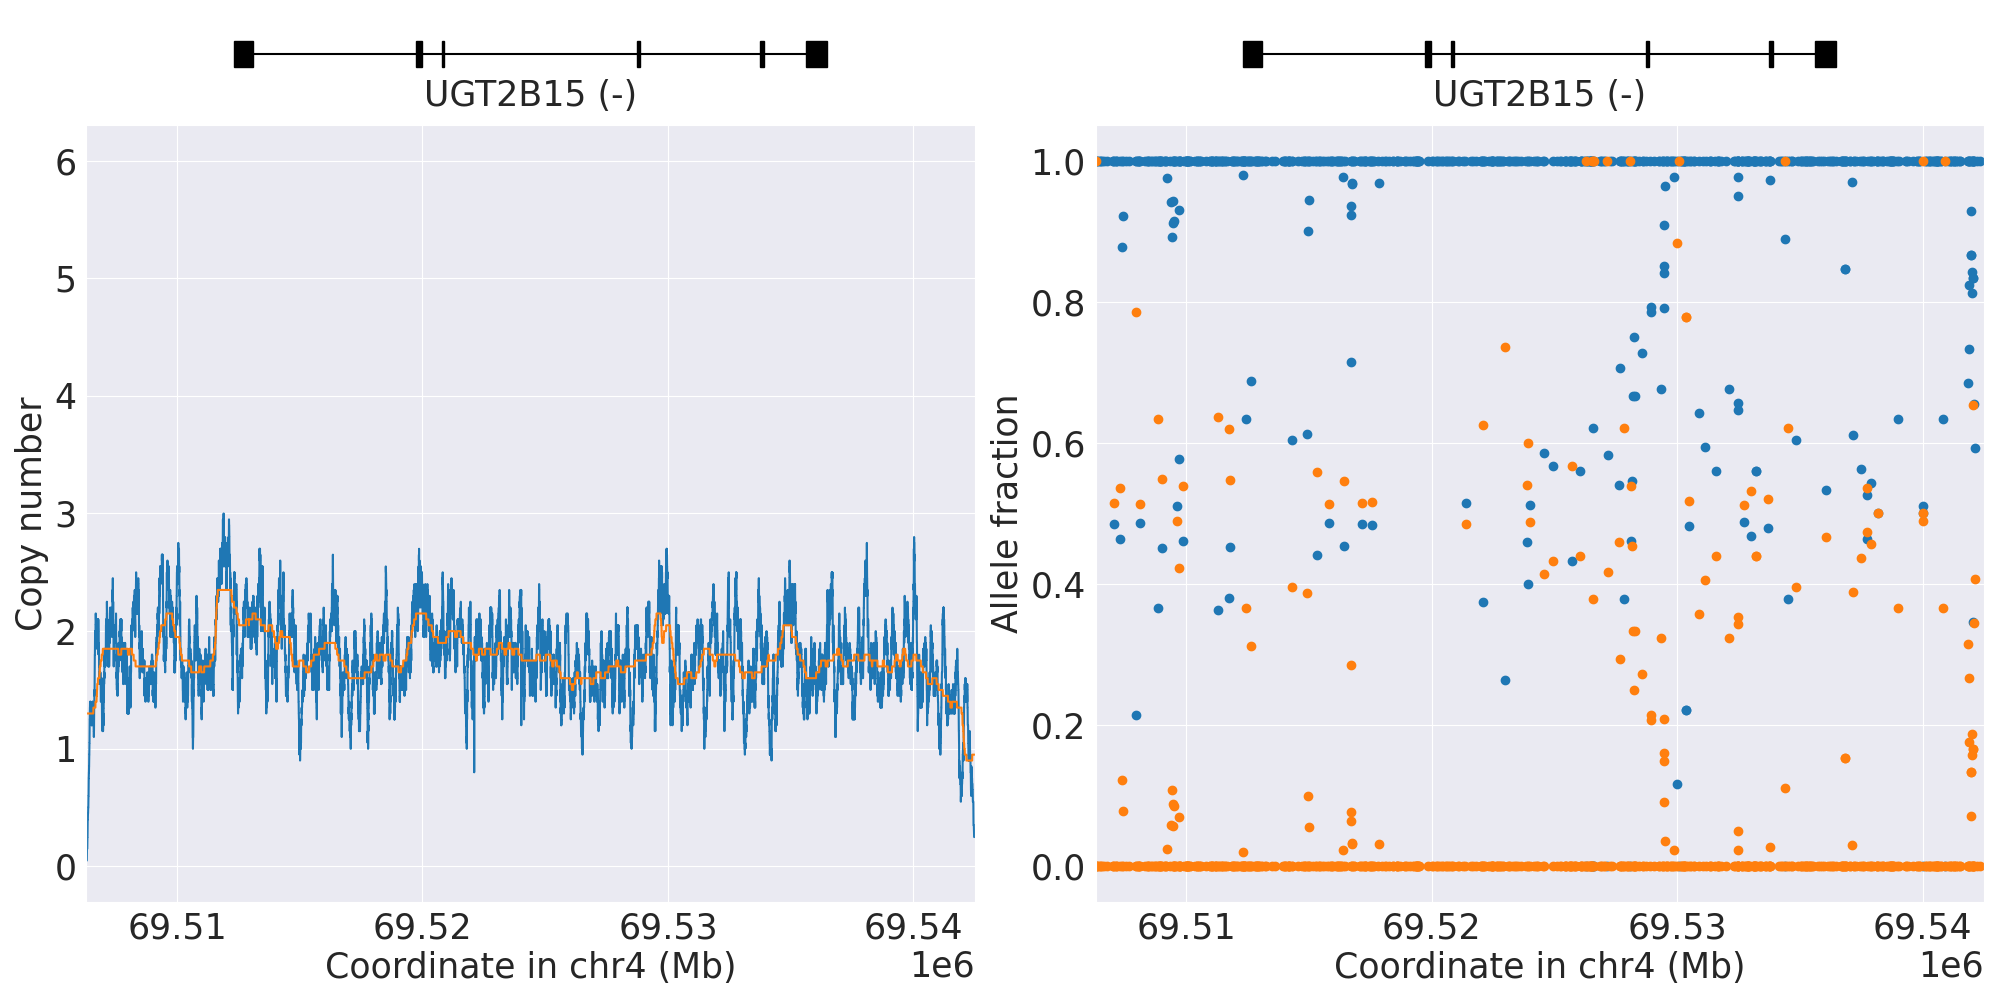 UGT2B15 (-)
UGT2B15 (-)
Copy number
6
5
4
3
2
1
0
69.51
69.52
69.53
69.54
Coordinate in chr4 (Mb)
1e6
Allele fraction
1.0
0.8
0.6
0.4
0.2
0.0
69.51
69.52
69.53
69.54
Coordinate in chr4 (Mb)
1e6